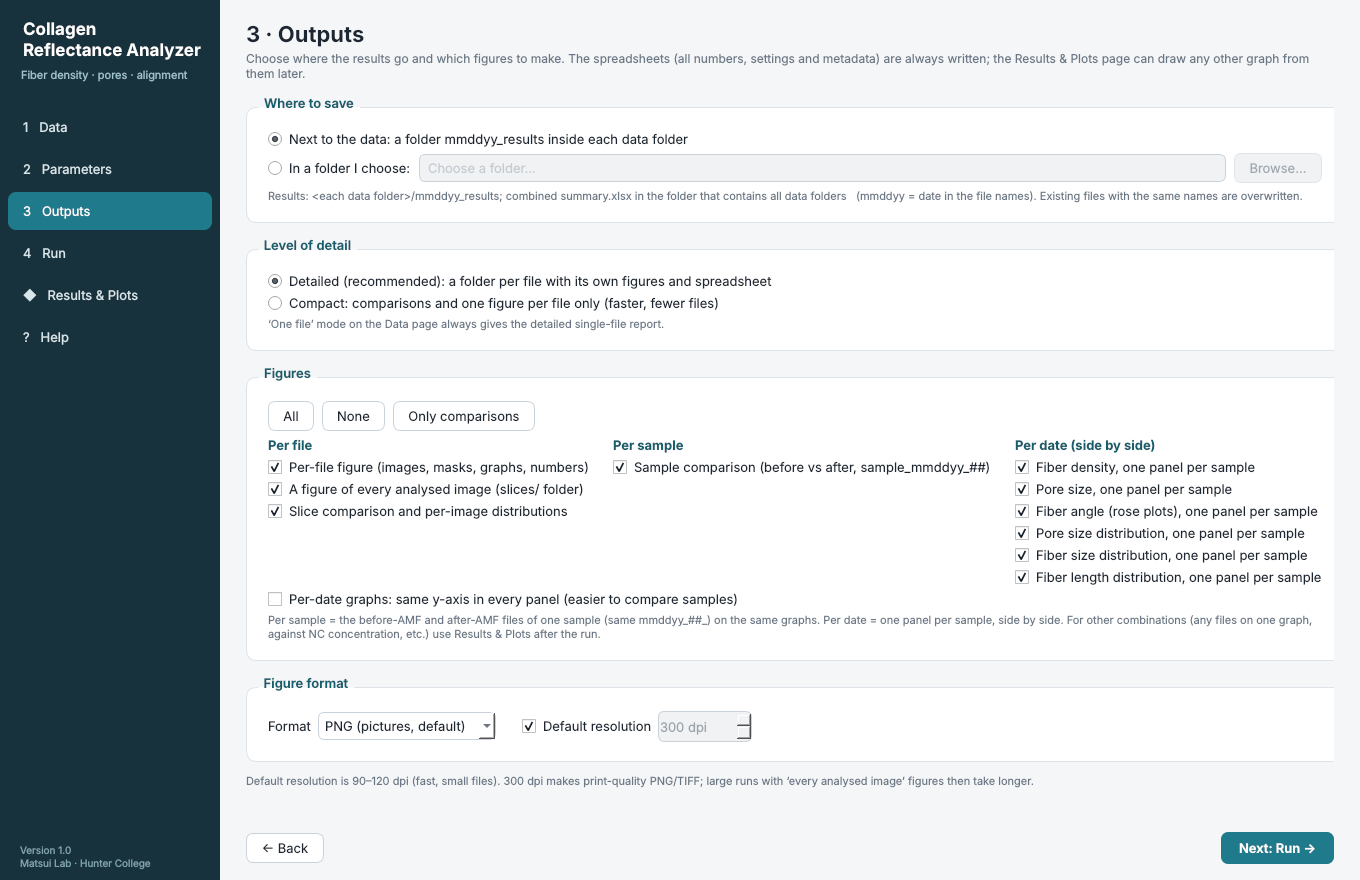 Collagen
Reflectance Analyzer
Fiber density · pores · alignment
1 Data
2 Parameters
3 Outputs
4 Run
◆ Results & Plots
? Help
Version 1.0
Matsui Lab · Hunter College
3 · Outputs
Choose where the results go and which figures to make. The spreadsheets (all numbers, settings and metadata) are always written; the Results & Plots page can draw any other graph from
them later.
Where to save
Next to the data: a folder mmddyy_results inside each data folder
In a folder I choose: Choose a folder... Browse...
Results: <each data folder>/mmddyy_results; combined summary.xlsx in the folder that contains all data folders (mmddyy = date in the file names). Existing files with the same names are overwritten.
Level of detail
Detailed (recommended): a folder per file with its own figures and spreadsheet
Compact: comparisons and one figure per file only (faster, fewer files)
‘One file’ mode on the Data page always gives the detailed single-file report.
Figures
All None Only comparisons
Per file Per sample Per date (side by side)
Per-file figure (images, masks, graphs, numbers) Sample comparison (before vs after, sample_mmddyy_##) Fiber density, one panel per sample
A figure of every analysed image (slices/ folder) Pore size, one panel per sample
Slice comparison and per-image distributions Fiber angle (rose plots), one panel per sample
Pore size distribution, one panel per sample
Fiber size distribution, one panel per sample
Fiber length distribution, one panel per sample
Per-date graphs: same y-axis in every panel (easier to compare samples)
Per sample = the before-AMF and after-AMF files of one sample (same mmddyy_##_) on the same graphs. Per date = one panel per sample, side by side. For other combinations (any files on one graph,
against NC concentration, etc.) use Results & Plots after the run.
Figure format
Format PNG (pictures, default) Default resolution 300 dpi
Default resolution is 90–120 dpi (fast, small files). 300 dpi makes print-quality PNG/TIFF; large runs with ‘every analysed image’ figures then take longer.
← Back Next: Run →